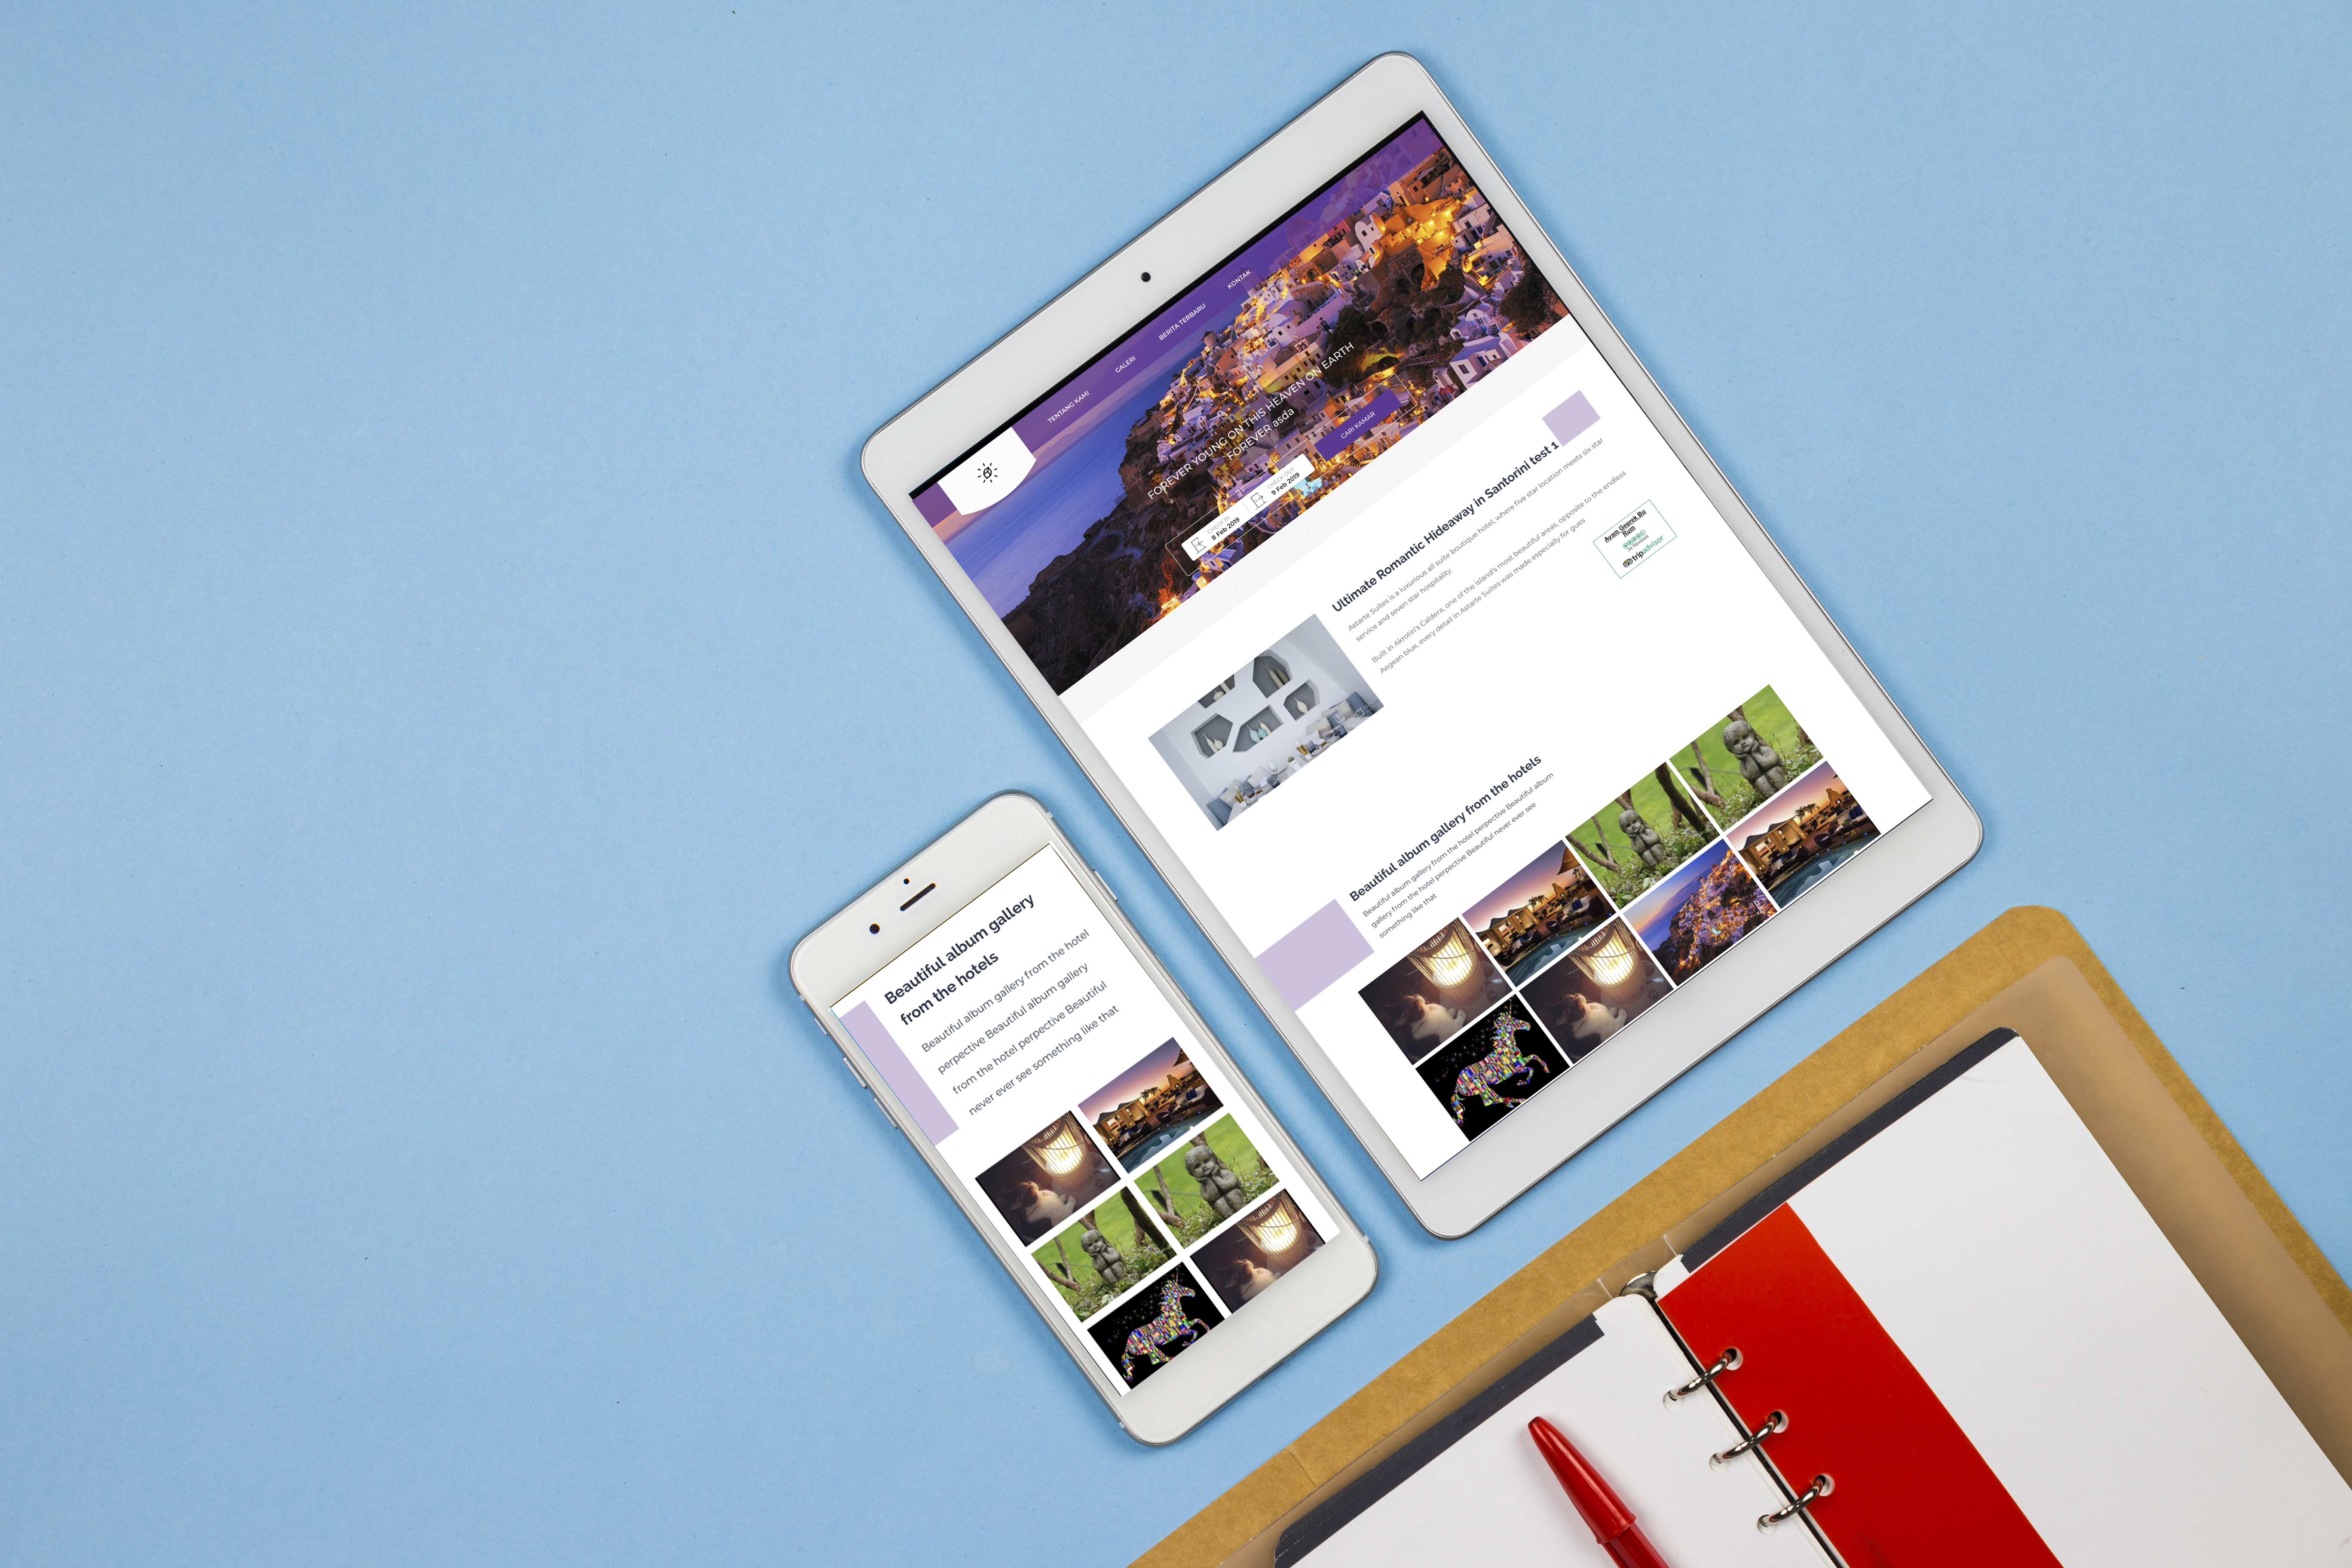 TENTANG KAMI
GALERI
BERITA TERBARU
KONTAK
FOREVER YOUNG ON THIS HEAVEN ON EARTH
FOREVER asda
CHECK IN
8 Feb 2019
CHECK OUT
9 Feb 2019
CARI KAMAR
Ultimate Romantic Hideaway in Santorini test 1
Astarte Suites is a luxurious all suite boutique hotel, where five star location meets six star
service and seven star hospitality.
Built in Akrotiri's Caldera, one of the island's most beautiful areas, opposite to the endless
Aegean blue, every detail in Astarte Suites was made especially for gues
Ayam Geprek Bu
Rum
34 Reviews
tripadvisor
Beautiful album gallery from the hotels
Beautiful album gallery from the hotel perpective Beautiful album
gallery from the hotel perpective Beautiful never ever see
something like that
Beautiful album gallery
from the hotels
Beautiful album gallery from the hotel
perpective Beautiful album gallery
from the hotel perpective Beautiful
never ever see something like that